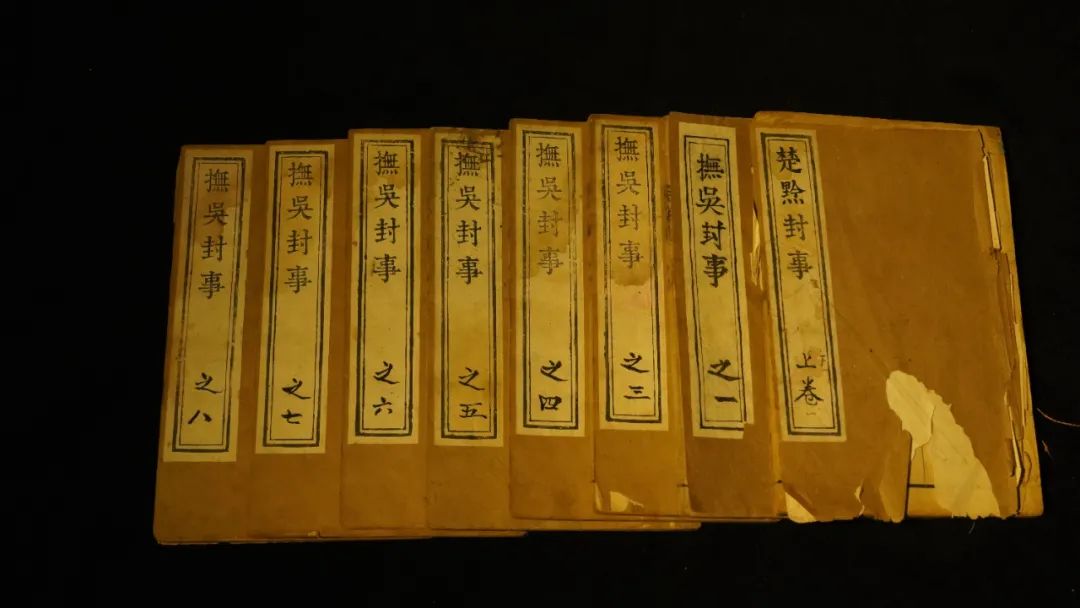 楚黔封事 上卷
撫吳封事 之一
撫吳封事 之三
撫吳封事 之四
撫吳封事 之五
撫吳封事 之六
撫吳封事 之七
撫吳封事 之八